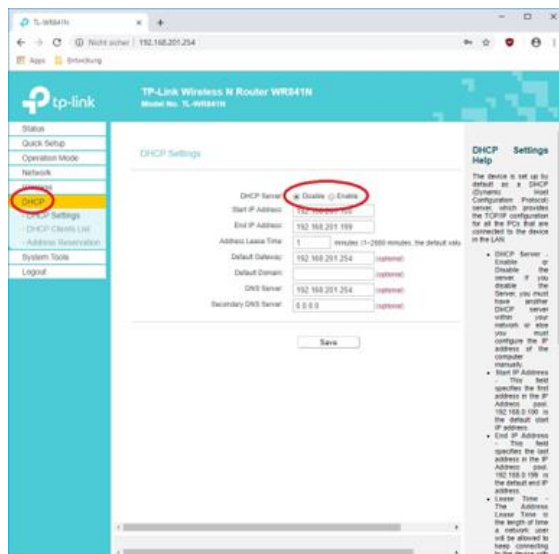 TL-WR841N
Nicht sicher | 192.168.201.254
Apps Entwicklung
tp-link
TP-Link Wireless N Router WR841N
Model No. TL-WR841N
Status
Quick Setup
Operation Mode
Network
Wireless
DHCP
- DHCP Settings
- DHCP Clients List
- Address Reservation
System Tools
Logout
DHCP Settings
DHCP Server: Disable Enable
Start IP Address:
End IP Address: 192.168.201.199
Address Lease Time: 1 minutes (1~2880 minutes, the default valu
Default Gateway: 192.168.201.254 (optional)
Default Domain: (optional)
DNS Server: 192.168.201.254 (optional)
Secondary DNS Server: 0.0.0.0 (optional)
Save
DHCP Settings
Help
The device is set up by
default as a DHCP
(Dynamic Host
Configuration Protocol)
server, which provides
the TCP/IP configuration
for all the PCs that are
connected to the device
in the LAN.
• DHCP Server -
Enable or
Disable the
server. If you
disable the
Server, you must
have another
DHCP server
within your
network or else
you must
configure the IP
address of the
computer
manually.
• Start IP Address
- This field
specifies the first
address in the IP
Address pool.
192.168.0.100 is
the default start
IP address.
• End IP Address
- This field
specifies the last
address in the IP
Address pool.
192.168.0.199 is
the default end IP
address.
• Lease Time -
The Address
Lease Time is
the length of time
a network user
will be allowed to
keep connecting
to the device with